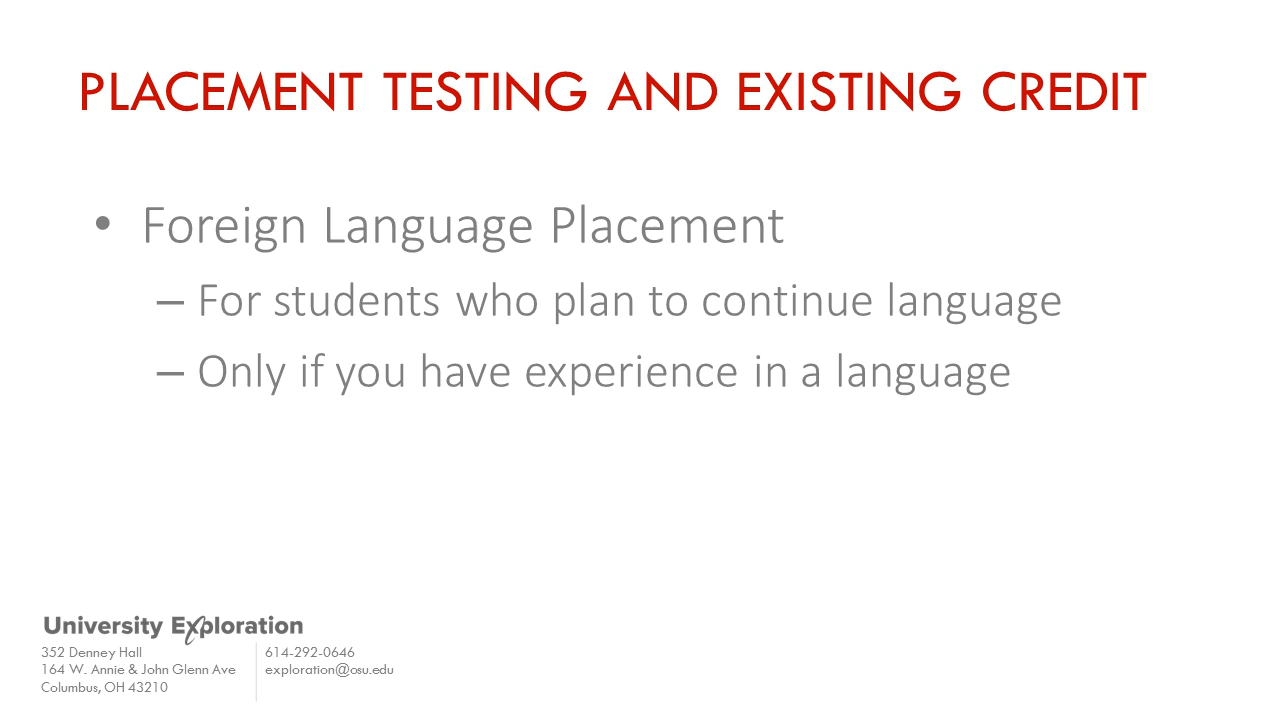 PLACEMENT TESTING AND EXISTING CREDIT
• Foreign Language Placement
– For students who plan to continue language
– Only if you have experience in a language
University Exploration
352 Denney Hall
164 W. Annie & John Glenn Ave
Columbus, OH 43210
614-292-0646
exploration@osu.edu